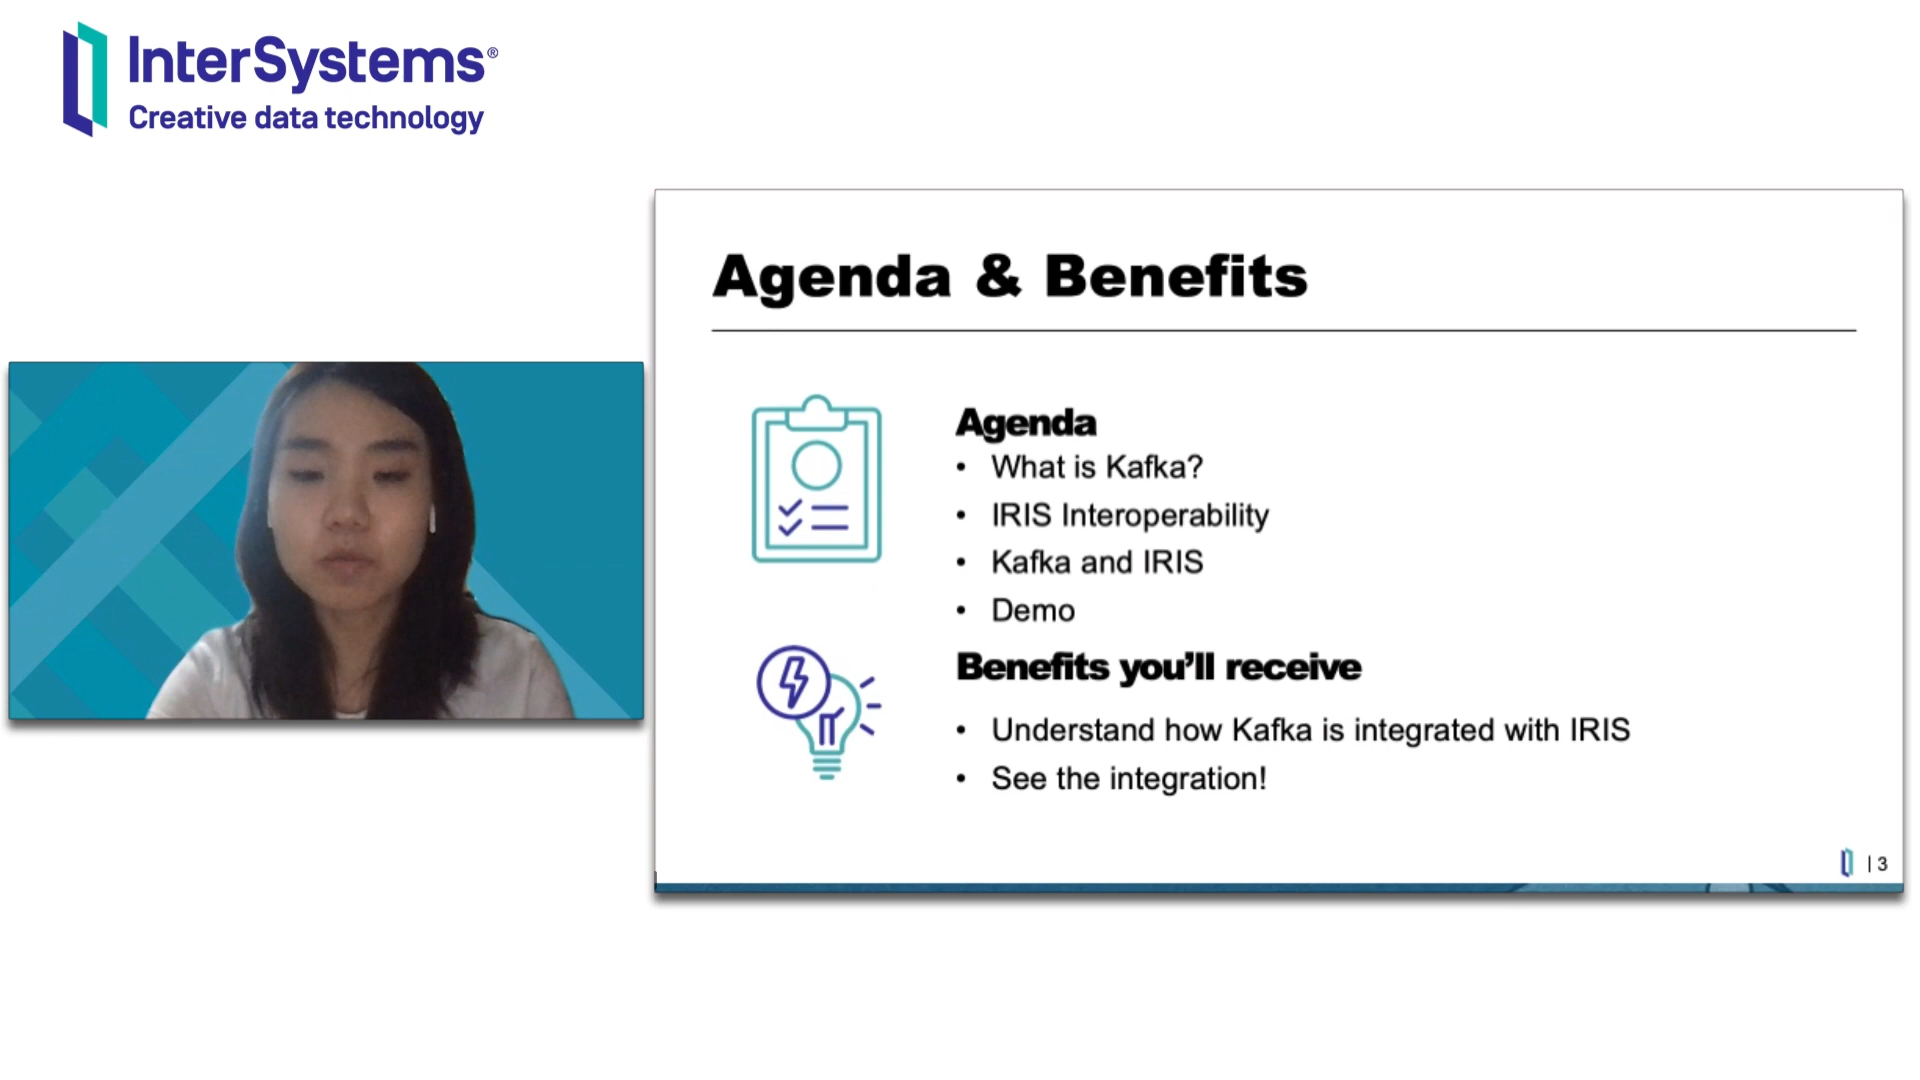 InterSystems®
Creative data technology
Agenda & Benefits
Agenda
• What is Kafka?
• IRIS Interoperability
• Kafka and IRIS
• Demo
Benefits you’ll receive
• Understand how Kafka is integrated with IRIS
• See the integration!
| 3